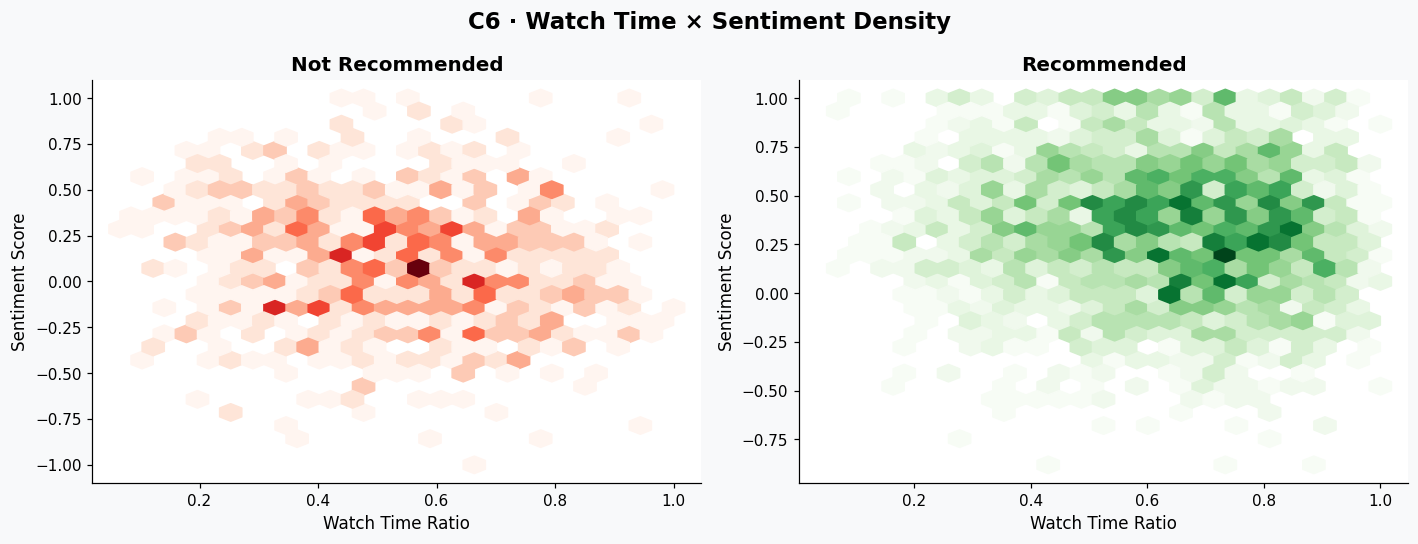 C6 · Watch Time × Sentiment Density
Not Recommended
1.00
0.75
0.50
0.25
0.00
−0.25
−0.50
−0.75
−1.00
Sentiment Score
0.2 0.4 0.6 0.8 1.0
Watch Time Ratio
Recommended
1.00
0.75
0.50
0.25
0.00
−0.25
−0.50
−0.75
Sentiment Score
0.2 0.4 0.6 0.8 1.0
Watch Time Ratio